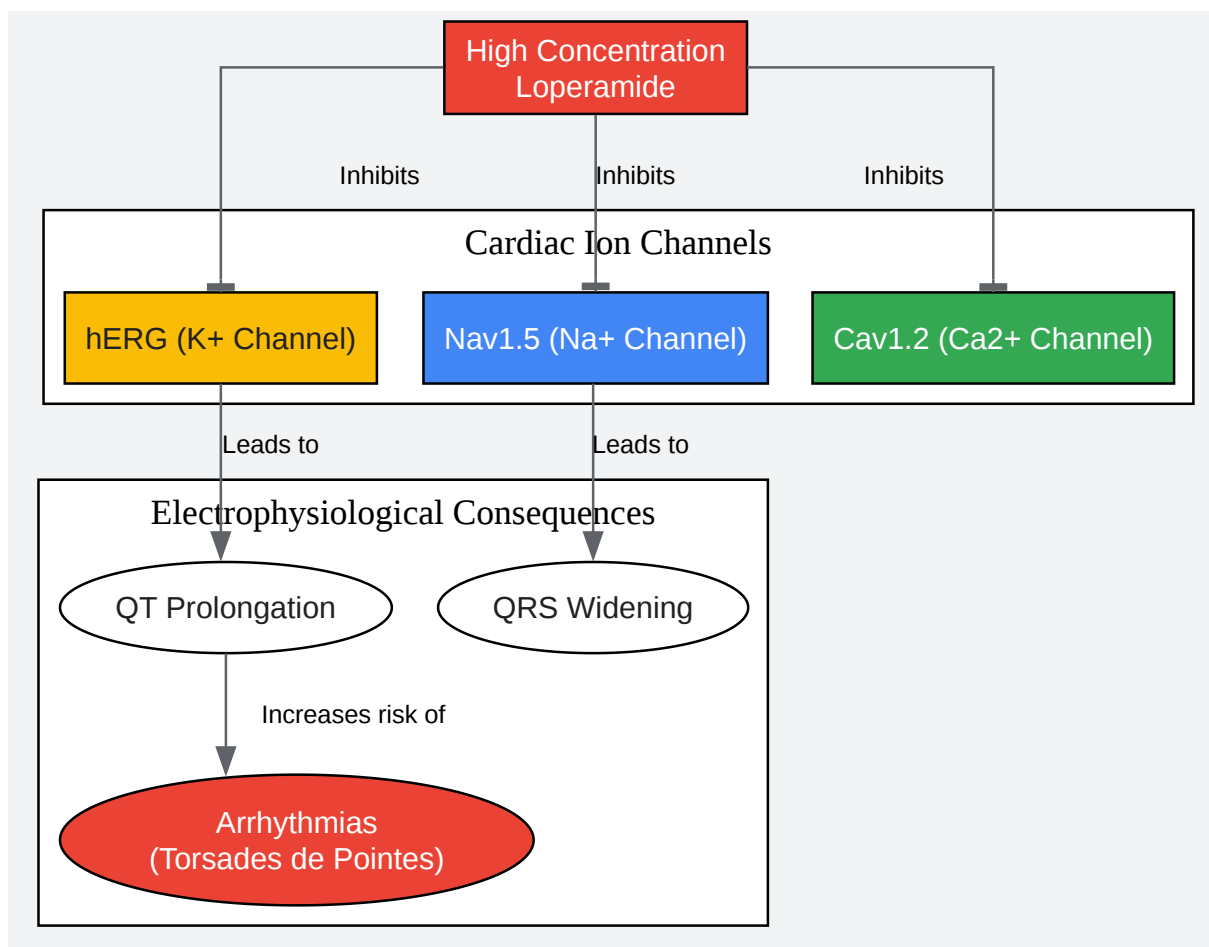 High Concentration
Loperamide
Inhibits
Inhibits
Inhibits
Cardiac Ion Channels
hERG (K+ Channel)
Nav1.5 (Na+ Channel)
Cav1.2 (Ca2+ Channel)
Leads to
Leads to
Electrophysiological Consequences
QT Prolongation
QRS Widening
Increases risk of
Arrhythmias
(Torsades de Pointes)